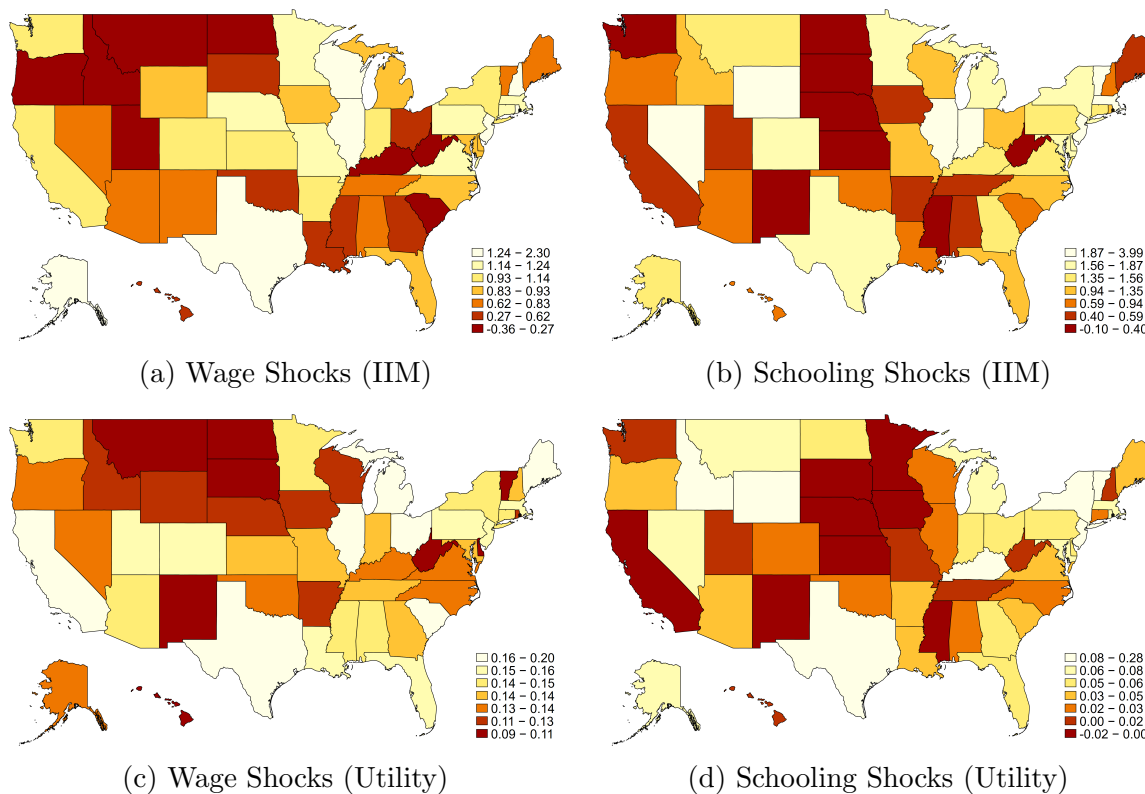 1.24 − 2.30
1.14 − 1.24
0.93 − 1.14
0.83 − 0.93
0.62 − 0.83
0.27 − 0.62
-0.36 − 0.27
(a) Wage Shocks (IIM)
1.87 − 3.99
1.56 − 1.87
1.35 − 1.56
0.94 − 1.35
0.59 − 0.94
0.40 − 0.59
-0.10 − 0.40
(b) Schooling Shocks (IIM)
0.16 − 0.20
0.15 − 0.16
0.14 − 0.15
0.14 − 0.14
0.13 − 0.14
0.11 − 0.13
0.09 − 0.11
(c) Wage Shocks (Utility)
0.08 − 0.28
0.06 − 0.08
0.05 − 0.06
0.03 − 0.05
0.02 − 0.03
0.00 − 0.02
-0.02 − 0.00
(d) Schooling Shocks (Utility)